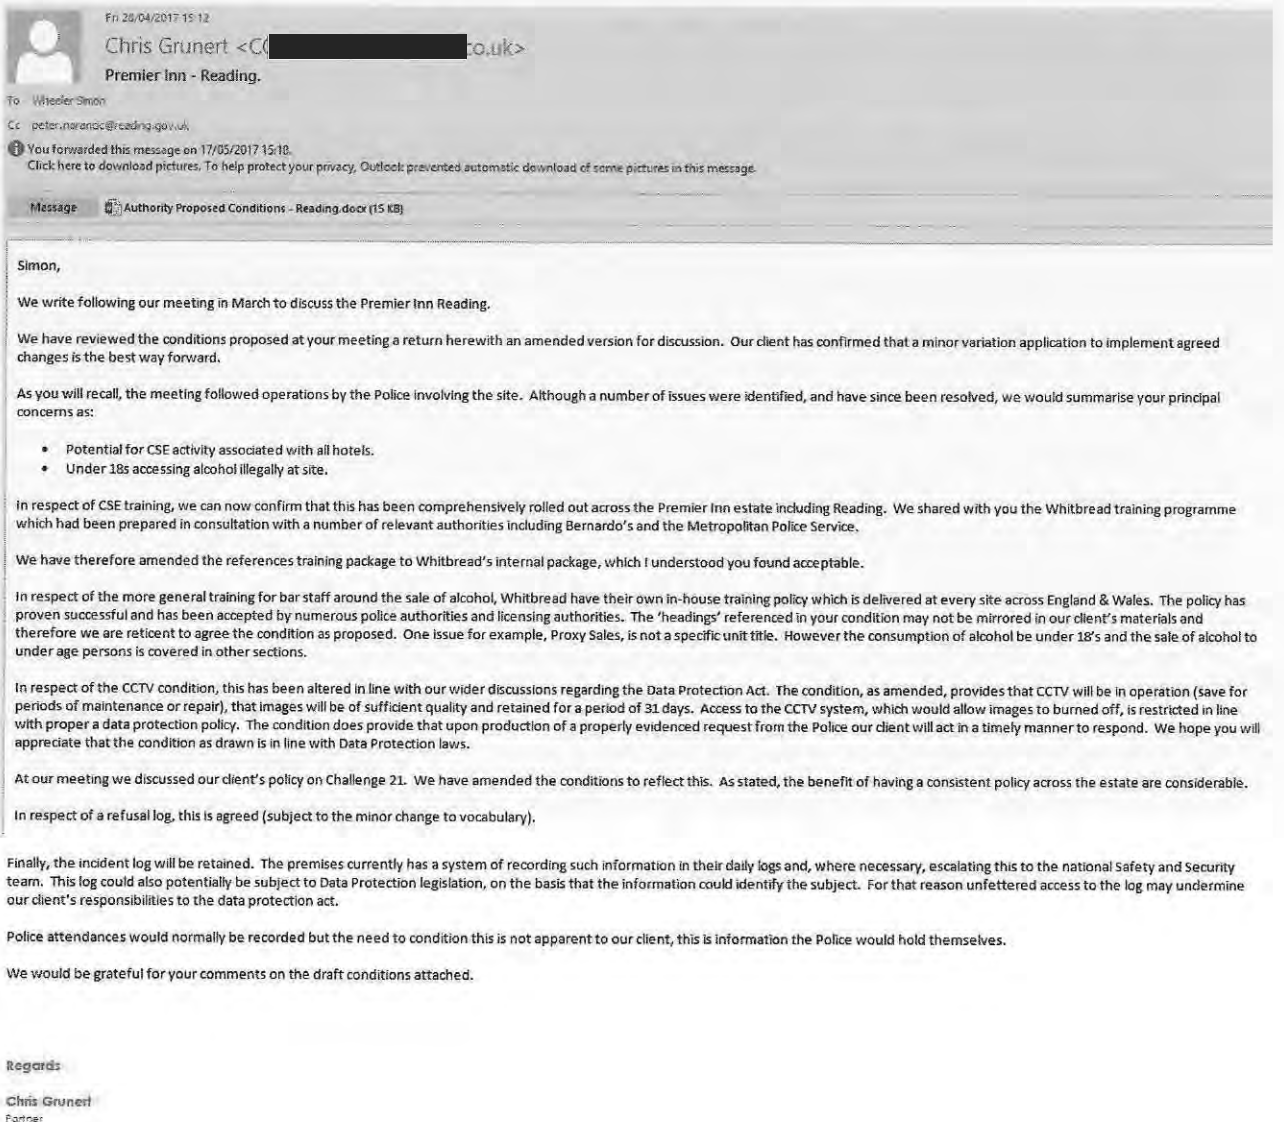 Fri 28/04/2017 15:12
Chris Grunert <C
co.uk>
Premier Inn - Reading.
To Wheeler Simon
Cc
You forwarded this message on 17/05/2017 15:18.
Click here to download pictures. To help protect your privacy, Outlook prevented automatic download of some pictures in this message.
Message Authority Proposed Conditions - Reading.docx (15 KB)
Simon,
We write following our meeting in March to discuss the Premier Inn Reading.
We have reviewed the conditions proposed at your meeting a return herewith an amended version for discussion. Our client has confirmed that a minor variation application to implement agreed
changes is the best way forward.
As you will recall, the meeting followed operations by the Police involving the site. Although a number of issues were identified, and have since been resolved, we would summarise your principal
concerns as:
• Potential for CSE activity associated with all hotels.
• Under 18s accessing alcohol illegally at site.
In respect of CSE training, we can now confirm that this has been comprehensively rolled out across the Premier Inn estate including Reading. We shared with you the Whitbread training programme
which had been prepared in consultation with a number of relevant authorities including Bernardo's and the Metropolitan Police Service.
We have therefore amended the references training package to Whitbread's internal package, which I understood you found acceptable.
In respect of the more general training for bar staff around the sale of alcohol, Whitbread have their own in-house training policy which is delivered at every site across England & Wales. The policy has
proven successful and has been accepted by numerous police authorities and licensing authorities. The 'headings' referenced in your condition may not be mirrored in our client's materials and
therefore we are reticent to agree the condition as proposed. One issue for example, Proxy Sales, is not a specific unit title. However the consumption of alcohol be under 18's and the sale of alcohol to
under age persons is covered in other sections.
In respect of the CCTV condition, this has been altered in line with our wider discussions regarding the Data Protection Act. The condition, as amended, provides that CCTV will be in operation (save for
periods of maintenance or repair), that images will be of sufficient quality and retained for a period of 31 days. Access to the CCTV system, which would allow images to burned off, is restricted in line
with proper a data protection policy. The condition does provide that upon production of a properly evidenced request from the Police our client will act in a timely manner to respond. We hope you will
appreciate that the condition as drawn is in line with Data Protection laws.
At our meeting we discussed our client's policy on Challenge 21. We have amended the conditions to reflect this. As stated, the benefit of having a consistent policy across the estate are considerable.
In respect of a refusal log, this is agreed (subject to the minor change to vocabulary).
Finally, the incident log will be retained. The premises currently has a system of recording such information in their daily logs and, where necessary, escalating this to the national Safety and Security
team. This log could also potentially be subject to Data Protection legislation, on the basis that the information could identify the subject. For that reason unfettered access to the log may undermine
our client's responsibilities to the data protection act.
Police attendances would normally be recorded but the need to condition this is not apparent to our client, this is information the Police would hold themselves.
We would be grateful for your comments on the draft conditions attached.
Regards
Chris Grunert
Partner